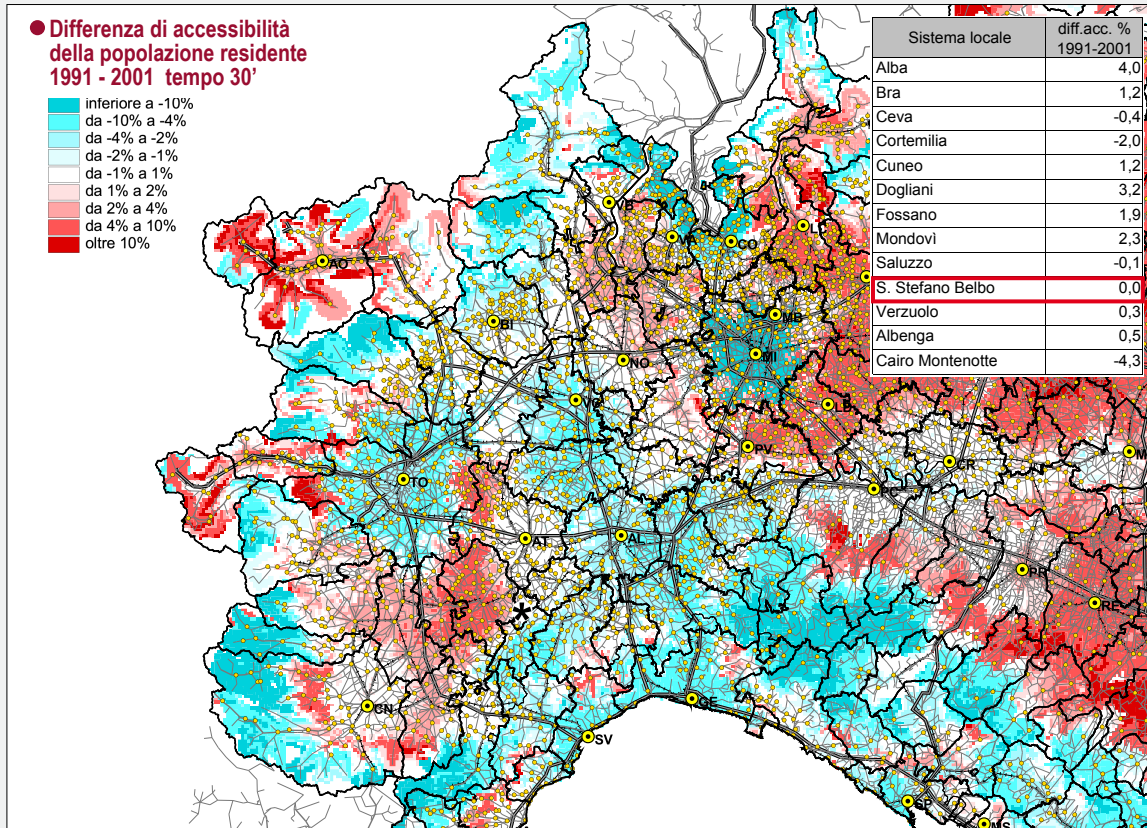 Differenza di accessibilità
della popolazione residente
1991 - 2001 tempo 30’
inferiore a -10%
da -10% a -4%
da -4% a -2%
da -2% a -1%
da -1% a 1%
da 1% a 2%
da 2% a 4%
da 4% a 10%
oltre 10%
Sistema locale diff.acc. % 1991-2001
Alba 4,0
Bra 1,2
Ceva -0,4
Cortemilia -2,0
Cuneo 1,2
Dogliani 3,2
Fossano 1,9
Mondovì 2,3
Saluzzo -0,1
S. Stefano Belbo 0,0
Verzuolo 0,3
Albenga 0,5
Cairo Montenotte -4,3
VB
VA
CO
AO
BI
MB
MI
NO
LO
PV
CR
TO
PC
AT
AL
PR
RE
*
CN
GE
SV
SP
MS